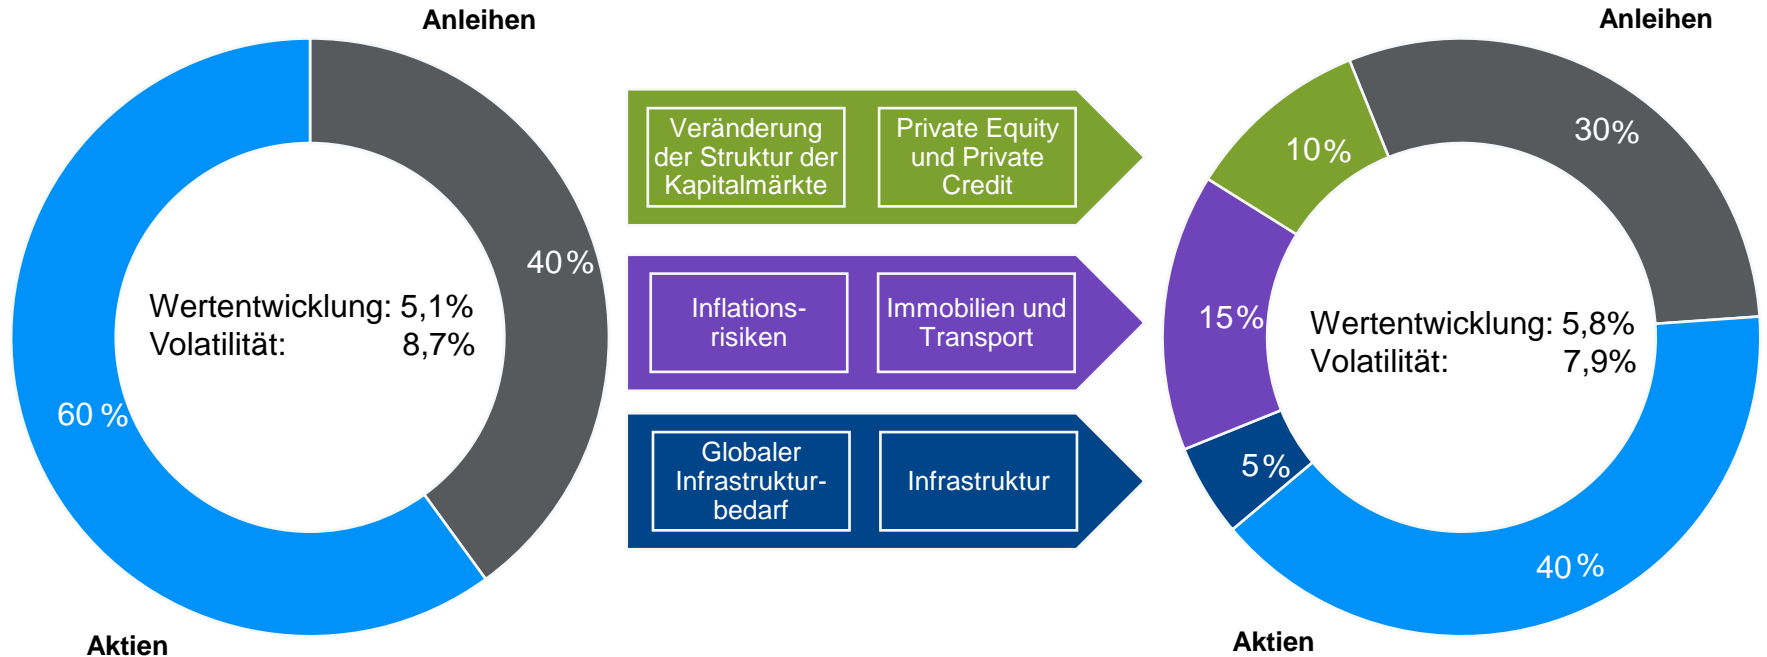 Anleihen
40%
Wertentwicklung: 5,1%
Volatilität: 8,7%
60 %
Aktien
Veränderung
der Struktur der
Kapitalmärkte
Private Equity
und Private
Credit
Inflations-
risiken
Immobilien und
Transport
Globaler
Infrastruktur-
bedarf
Infrastruktur
Anleihen
30%
10%
15%
Wertentwicklung: 5,8%
Volatilität: 7,9%
5%
40%
Aktien